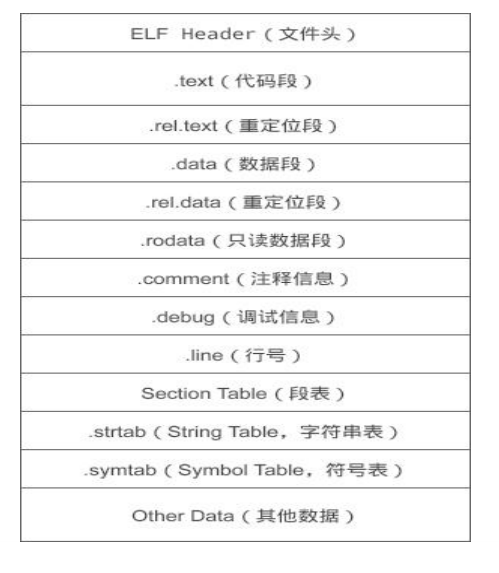 ELF Header（文件头）
.text（代码段）
.rel.text（重定位段）
.data（数据段）
.rel.data（重定位段）
.rodata（只读数据段）
.comment（注释信息）
.debug（调试信息）
.line（行号）
Section Table（段表）
.strtab（String Table，字符串表）
.symtab（Symbol Table，符号表）
Other Data（其他数据）